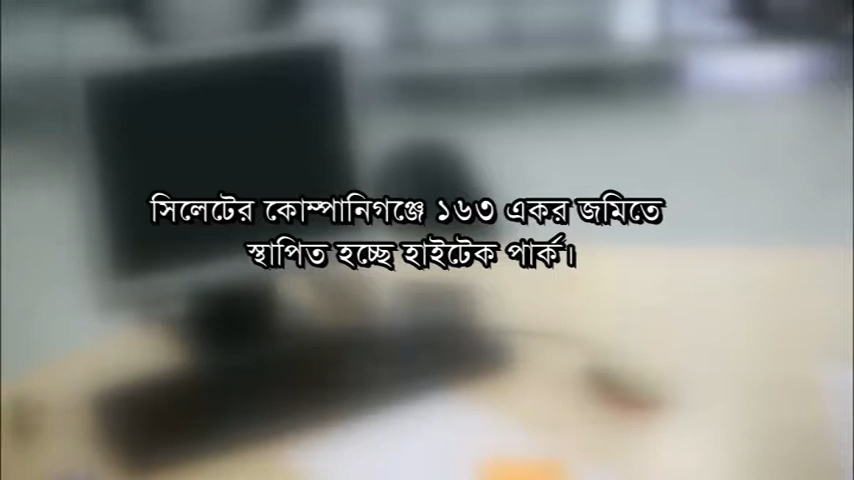 সিলেটের কোম্পানিগঞ্জে ১৬৩ একর জমিতে
স্থাপিত হচ্ছে হাইটেক পার্ক।